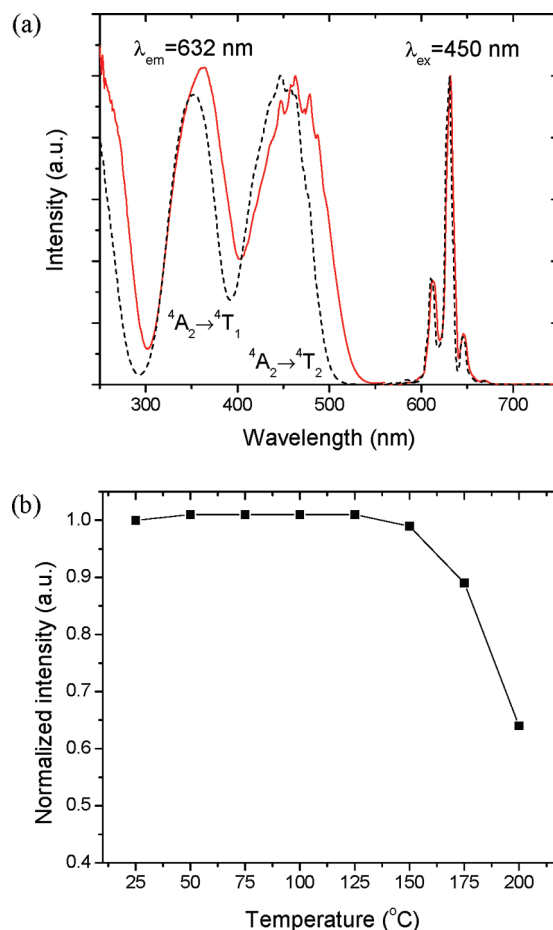 (a)
λem=632 nm
λex=450 nm
Intensity (a.u.)
⁴A₂→⁴T₁
⁴A₂→⁴T₂
300 400 500 600 700
Wavelength (nm)
(b)
1.0
0.9
0.8
0.7
0.6
0.5
0.4
Normalized intensity (a.u.)
25 50 75 100 125 150 175 200
Temperature (°C)